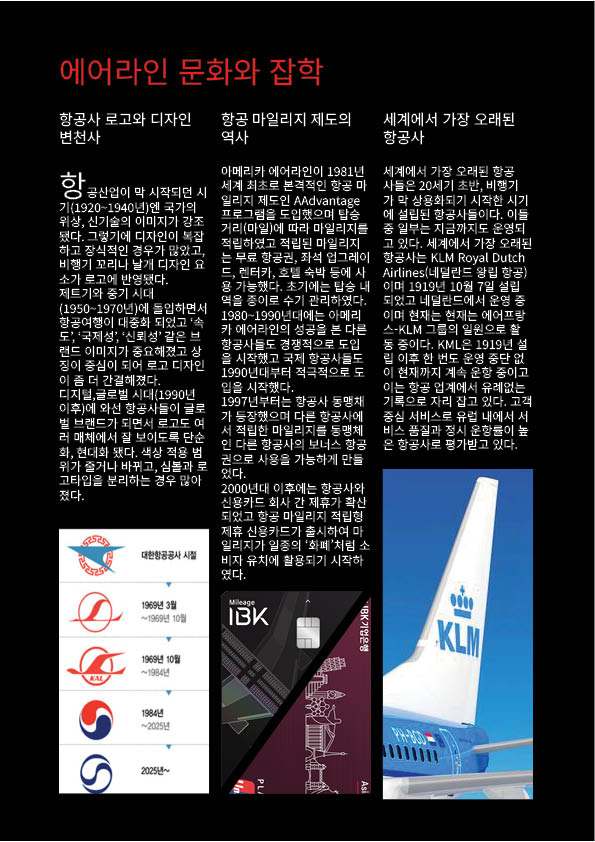 에어라인 문화와 잡학
항공사 로고와 디자인
변천사
항공산업이 막 시작되던 시
기(1920~1940년)엔 국가의
위상, 신기술의 이미지가 강조
됐다. 그렇기에 디자인이 복잡
하고 장식적인 경우가 많았고,
비행기 꼬리나 날개 디자인 요
소가 로고에 반영됐다.
제트기와 중기 시대
(1950~1970년)에 돌입하면서
항공여행이 대중화 되었고 ‘속
도’, ‘국제성’, ‘신뢰성’ 같은 브
랜드 이미지가 중요해졌고 상
징이 중심이 되어 로고 디자인
이 좀 더 간결해졌다.
디지털,글로벌 시대(1990년
이후)에 와선 항공사들이 글로
벌 브랜드가 되면서 로고도 여
러 매체에서 잘 보이도록 단순
화, 현대화 됐다. 색상 적용 범
위가 줄거나 바뀌고, 심볼과 로
고타입을 분리하는 경우 많아
졌다.
대한항공공사 시절
1969년 3월
~1969년 10월
KAL
1969년 10월
~1984년
1984년
~2025년
2025년~
항공 마일리지 제도의
역사
아메리카 에어라인이 1981년
세계 최초로 본격적인 항공 마
일리지 제도인 AAdvantage
프로그램을 도입했으며 탑승
거리(마일)에 따라 마일리지를
적립하였고 적립된 마일리지
는 무료 항공권, 좌석 업그레이
드, 렌터카, 호텔 숙박 등에 사
용 가능했다. 초기에는 탑승 내
역을 종이로 수기 관리하였다.
1980~1990년대에는 아메리
카 에어라인의 성공을 본 다른
항공사들도 경쟁적으로 도입
을 시작했고 국제 항공사들도
1990년대부터 적극적으로 도
입을 시작했다.
1997년부터는 항공사 동맹채
가 등장했으며 다른 항공사에
서 적립한 마일리지를 동맹체
인 다른 항공사의 보너스 항공
권으로 사용을 가능하게 만들
었다.
2000년대 이후에는 항공사와
신용카드 회사 간 제휴가 확산
되었고 항공 마일리지 적립형
제휴 신용카드가 출시하여 마
일리지가 일종의 ‘화폐’처럼 소
비자 유치에 활용되기 시작하
였다.
Mileage
IBK
IBK기업은행
PLA
Asi
세계에서 가장 오래된
항공사
세계에서 가장 오래된 항공
사들은 20세기 초반, 비행기
가 막 상용화되기 시작한 시기
에 설립된 항공사들이다. 이들
중 일부는 지금까지도 운영되
고 있다. 세계에서 가장 오래된
항공사는 KLM Royal Dutch
Airlines(네덜란드 왕립 항공)
이며 1919년 10월 7일 설립
되었고 네덜란드에서 운영 중
이며 현재는 현재는 에어프랑
스-KLM 그룹의 일원으로 활
동 중이다. KML은 1919년 설
립 이후 한 번도 운영 중단 없
이 현재까지 계속 운항 중이고
이는 항공 업계에서 유례없는
기록으로 자리 잡고 있다. 고객
중심 서비스로 유럽 내에서 서
비스 품질과 정시 운항률이 높
은 항공사로 평가받고 있다.
KLM
PH-BGD